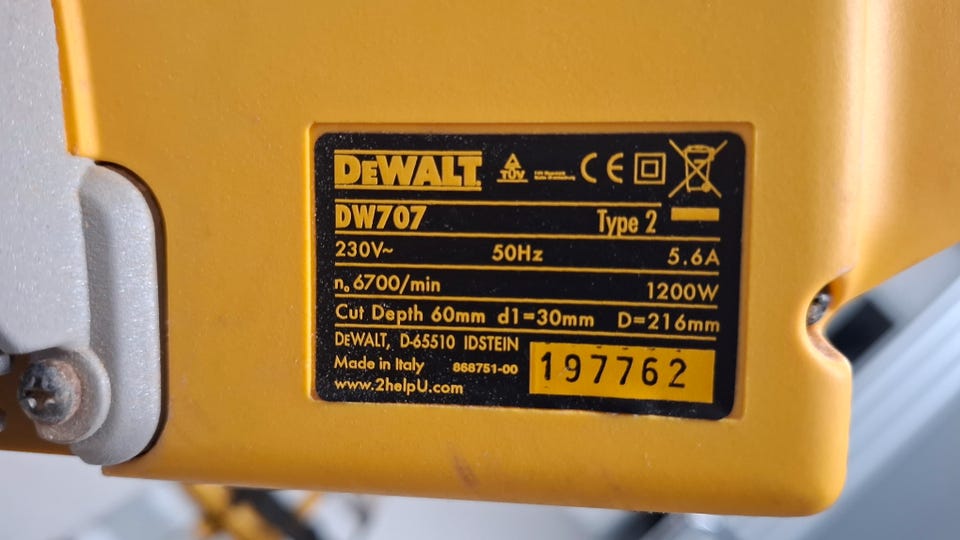 DEWALT TÜV CE
DW707 Type 2
230V~ 50Hz 5.6A
n₀ 6700/min 1200W
Cut Depth 60mm d1=30mm D=216mm
DEWALT, D-65510 IDSTEIN
Made in Italy 868751-00 197762
www.2helpU.com